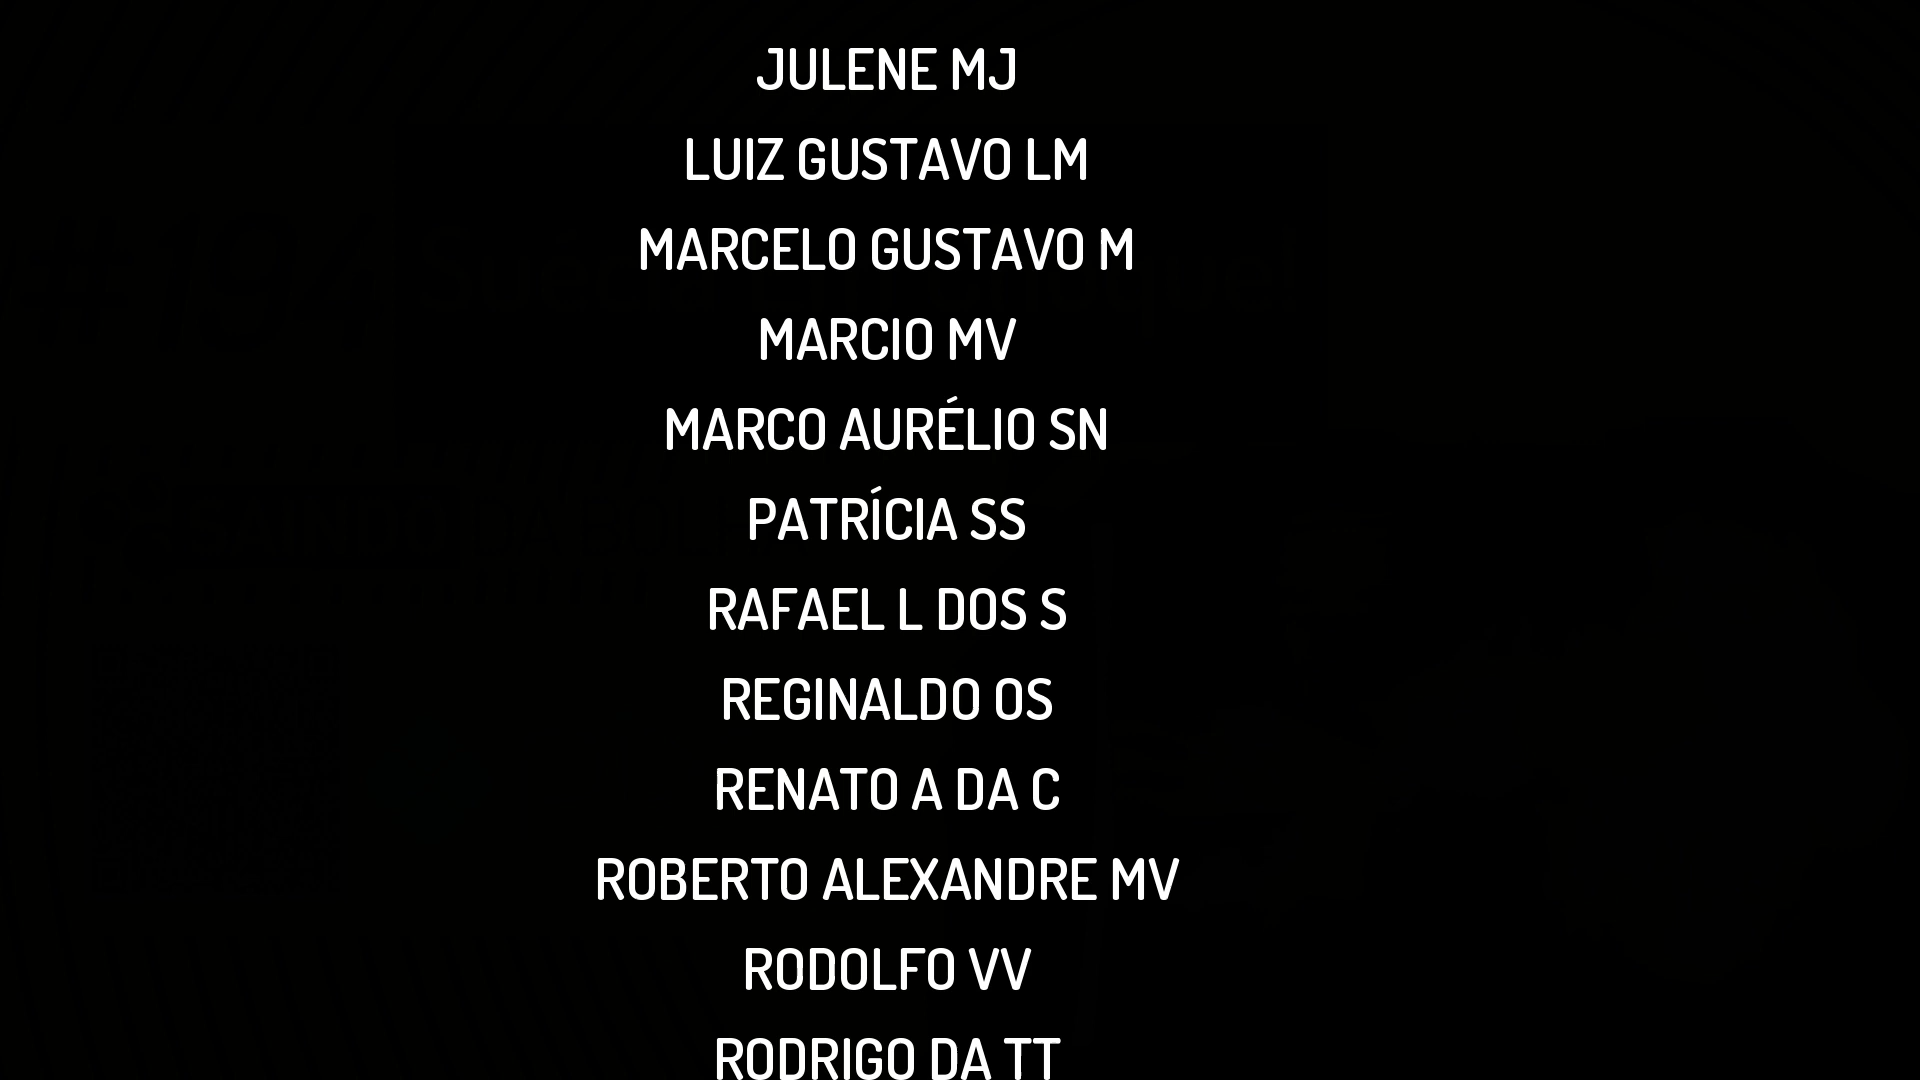 JULENE MJ
LUIZ GUSTAVO LM
MARCELO GUSTAVO M
MARCIO MV
MARCO AURÉLIO SN
PATRÍCIA SS
RAFAEL L DOS S
REGINALDO OS
RENATO A DA C
ROBERTO ALEXANDRE MV
RODOLFO VV
RODRIGO DA TT